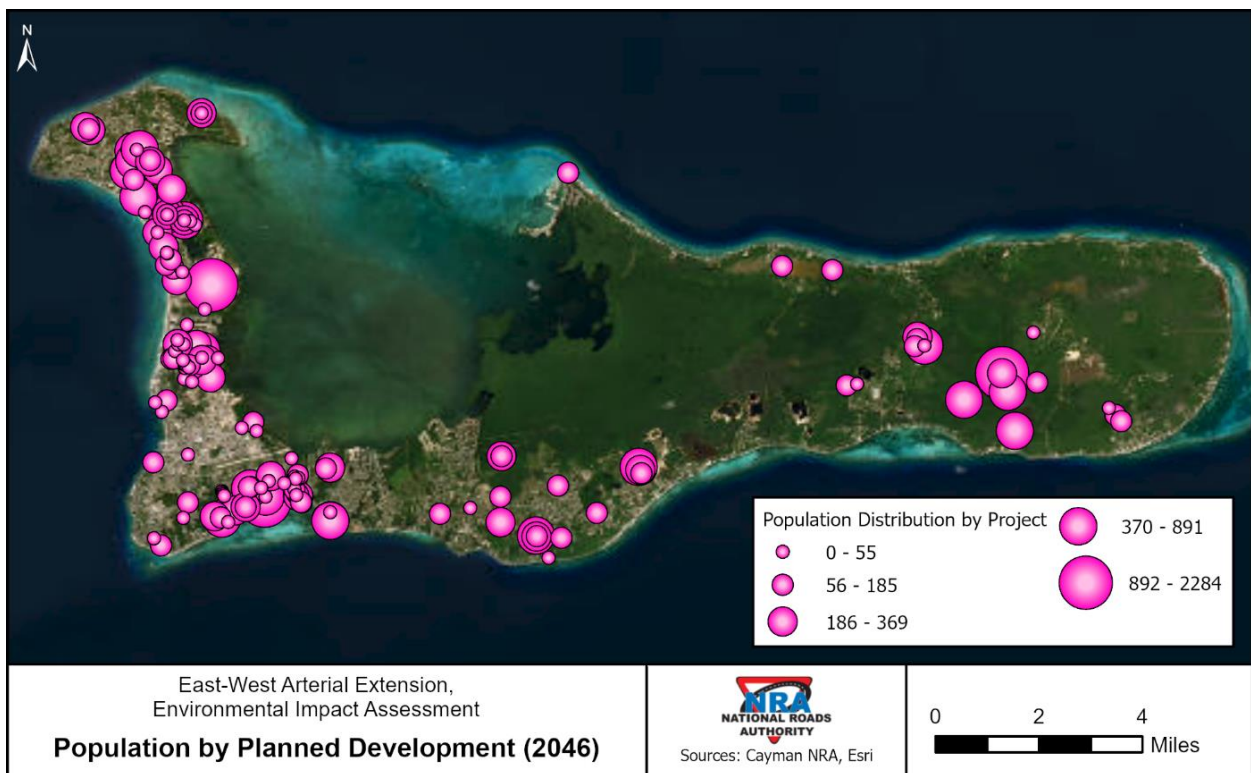 N
Population Distribution by Project
0 - 55
56 - 185
186 - 369
370 - 891
892 - 2284
East-West Arterial Extension,
Environmental Impact Assessment
Population by Planned Development (2046)
NRA
NATIONAL ROADS
AUTHORITY
Sources: Cayman NRA, Esri
0 2 4
Miles